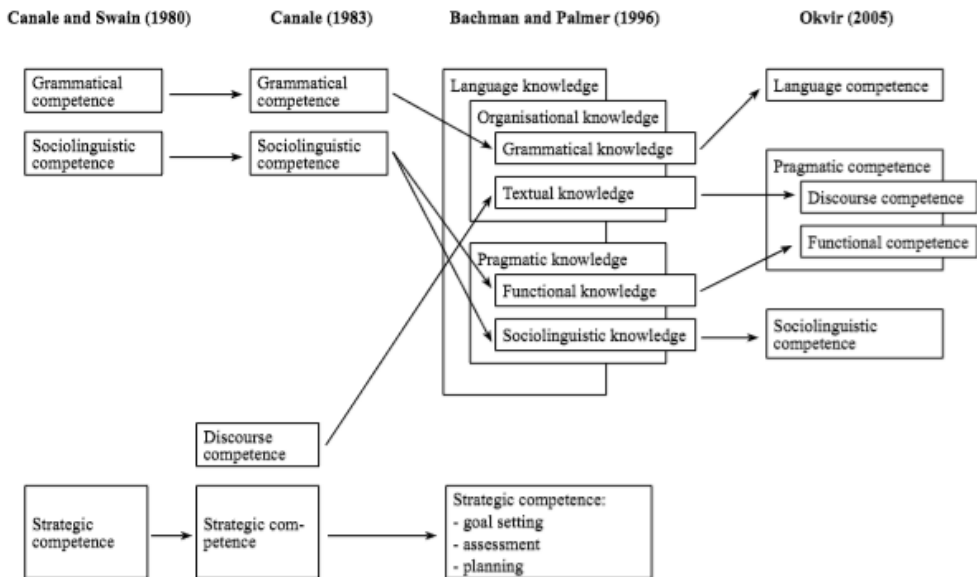 Canale and Swain (1980)
Canale (1983)
Bachman and Palmer (1996)
Okvir (2005)
Grammatical
competence
Sociolinguistic
competence
Strategic
competence
Grammatical
competence
Sociolinguistic
competence
Discourse
competence
Strategic com-
petence
Language knowledge
Organisational knowledge
Grammatical knowledge
Textual knowledge
Pragmatic knowledge
Functional knowledge
Sociolinguistic knowledge
Strategic competence:
- goal setting
- assessment
- planning
Language competence
Pragmatic competence
Discourse competence
Functional competence
Sociolinguistic
competence